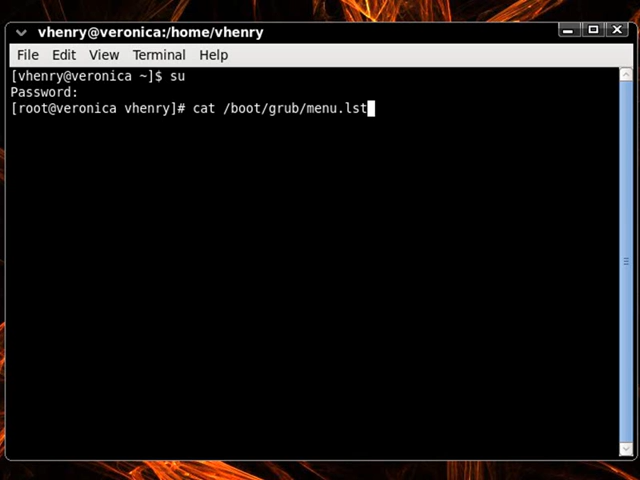 vhenry@veronica:/home/vhenry
File Edit View Terminal Help
[vhenry@veronica ~]$ su
Password:
[root@veronica vhenry]# cat /boot/grub/menu.lst